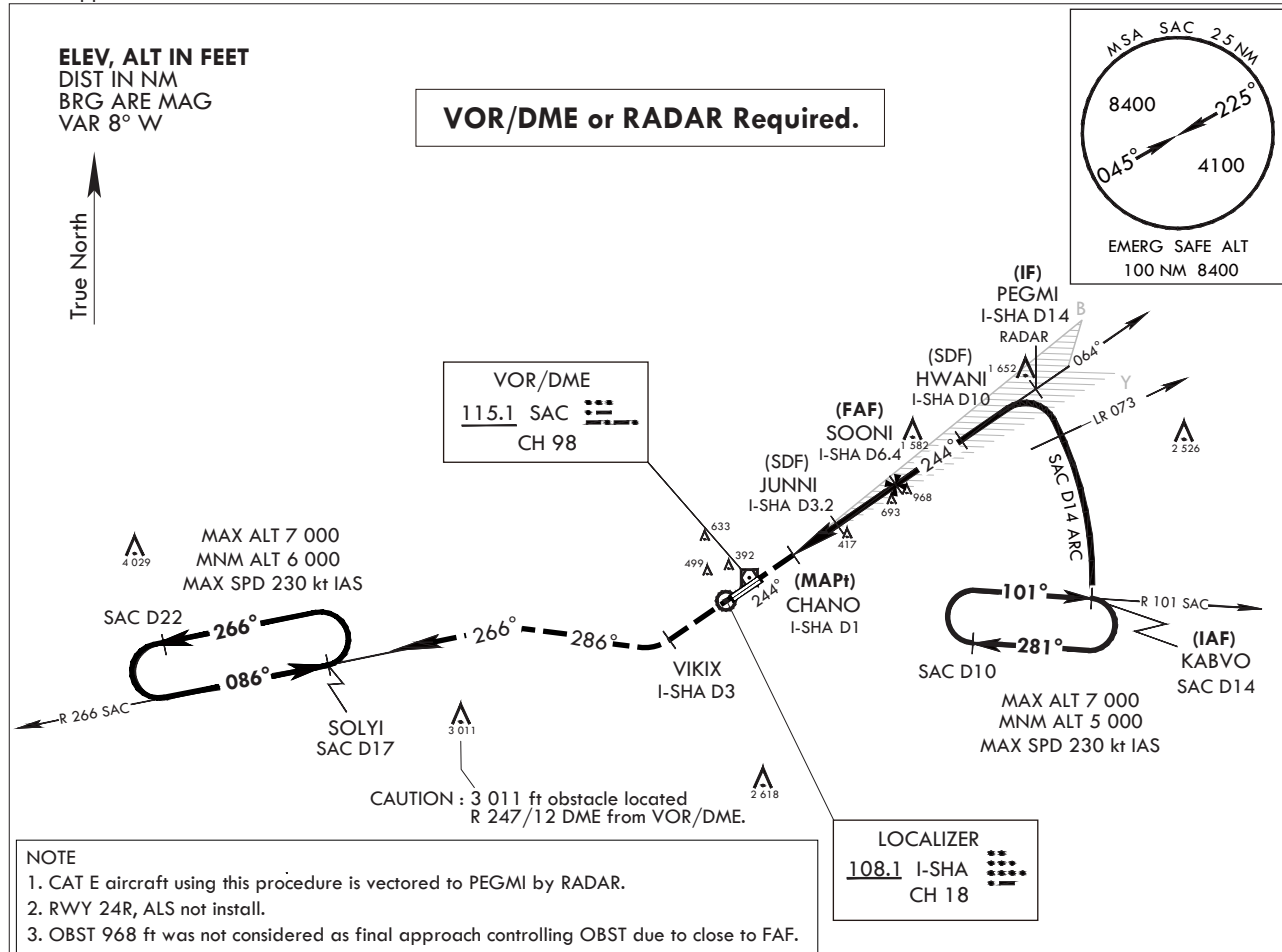 ELEV, ALT IN FEET
DIST IN NM
BRG ARE MAG
VAR 8° W
True North
VOR/DME or RADAR Required.
MSA SAC 25 NM
8400
225°
045°
4100
EMERG SAFE ALT
100 NM 8400
(IF)
PEGMI
I-SHA D14
RADAR
B
064°
Y
LR 073
1 652
(SDF)
HWANI
I-SHA D10
2 526
(FAF)
SOONI
I-SHA D6.4
1 582
244°
968
693
SAC D14 ARC
(SDF)
JUNNI
I-SHA D3.2
417
VOR/DME
115.1 SAC
CH 98
633
499
392
244°
(MAPt)
CHANO
I-SHA D1
101°
R 101 SAC
281°
(IAF)
KABVO
SAC D14
SAC D10
MAX ALT 7 000
MNM ALT 5 000
MAX SPD 230 kt IAS
4 029
MAX ALT 7 000
MNM ALT 6 000
MAX SPD 230 kt IAS
SAC D22
266°
086°
266°
286°
VIKIX
I-SHA D3
R 266 SAC
SOLYI
SAC D17
3 011
2 618
CAUTION : 3 011 ft obstacle located
R 247/12 DME from VOR/DME.
LOCALIZER
108.1 I-SHA
CH 18
NOTE
1. CAT E aircraft using this procedure is vectored to PEGMI by RADAR.
2. RWY 24R, ALS not install.
3. OBST 968 ft was not considered as final approach controlling OBST due to close to FAF.